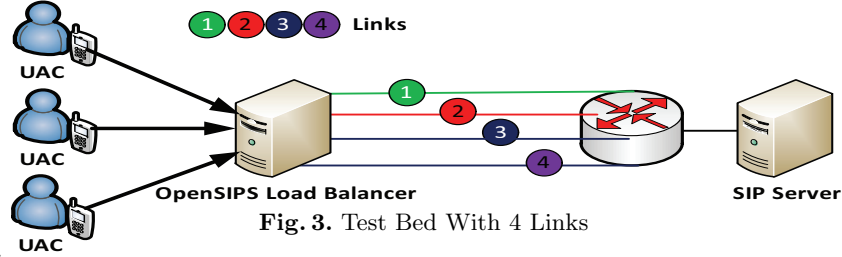 1 2 3 4 Links
UAC
1
2
UAC
3
4
OpenSIPS Load Balancer
SIP Server
Fig. 3. Test Bed With 4 Links
UAC